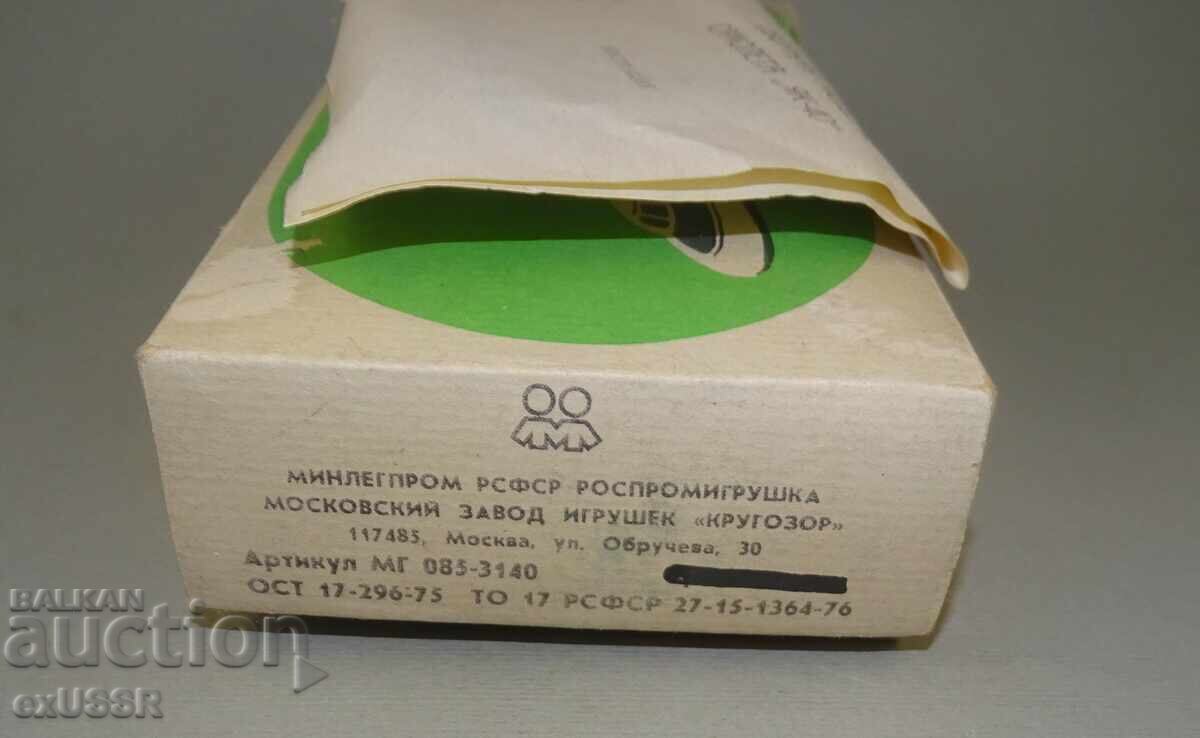 МИНЛЕГПРОМ РСФСР РОСПРОМИГРУШКА
МОСКОВСКИЙ ЗАВОД ИГРУШЕК «КРУГОЗОР»
117485, Москва, ул. Обручева, 30
Артикул МГ 085-3140
ОСТ 17-296-75 ТО 17 РСФСР 27-15-1364-76
BALKAN
auction
exUSSR